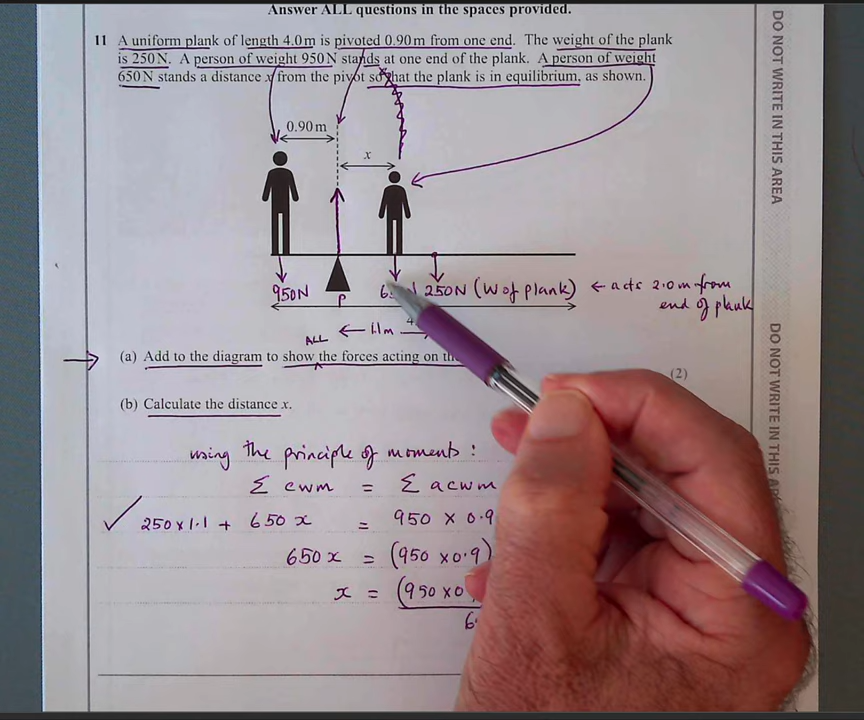 Answer ALL questions in the spaces provided.
11 A uniform plank of length 4.0 m is pivoted 0.90 m from one end. The weight of the plank
is 250 N. A person of weight 950 N stands at one end of the plank. A person of weight
650 N stands a distance x from the pivot so that the plank is in equilibrium, as shown.
0.90 m
x
950N
P
250N (W of plank) ← acts 2.0m from
end of plank
ALL ← 1.1m
(a) Add to the diagram to show the forces acting on
(2)
(b) Calculate the distance x.
using the principle of moments :
Σ cwm = Σ acwm
✓ 250 x 1.1 + 650 x = 950 x 0.9
650 x = (950 x 0.9)
x = (950 x 0
DO NOT WRITE IN THIS AREA
DO NOT WRITE IN THIS